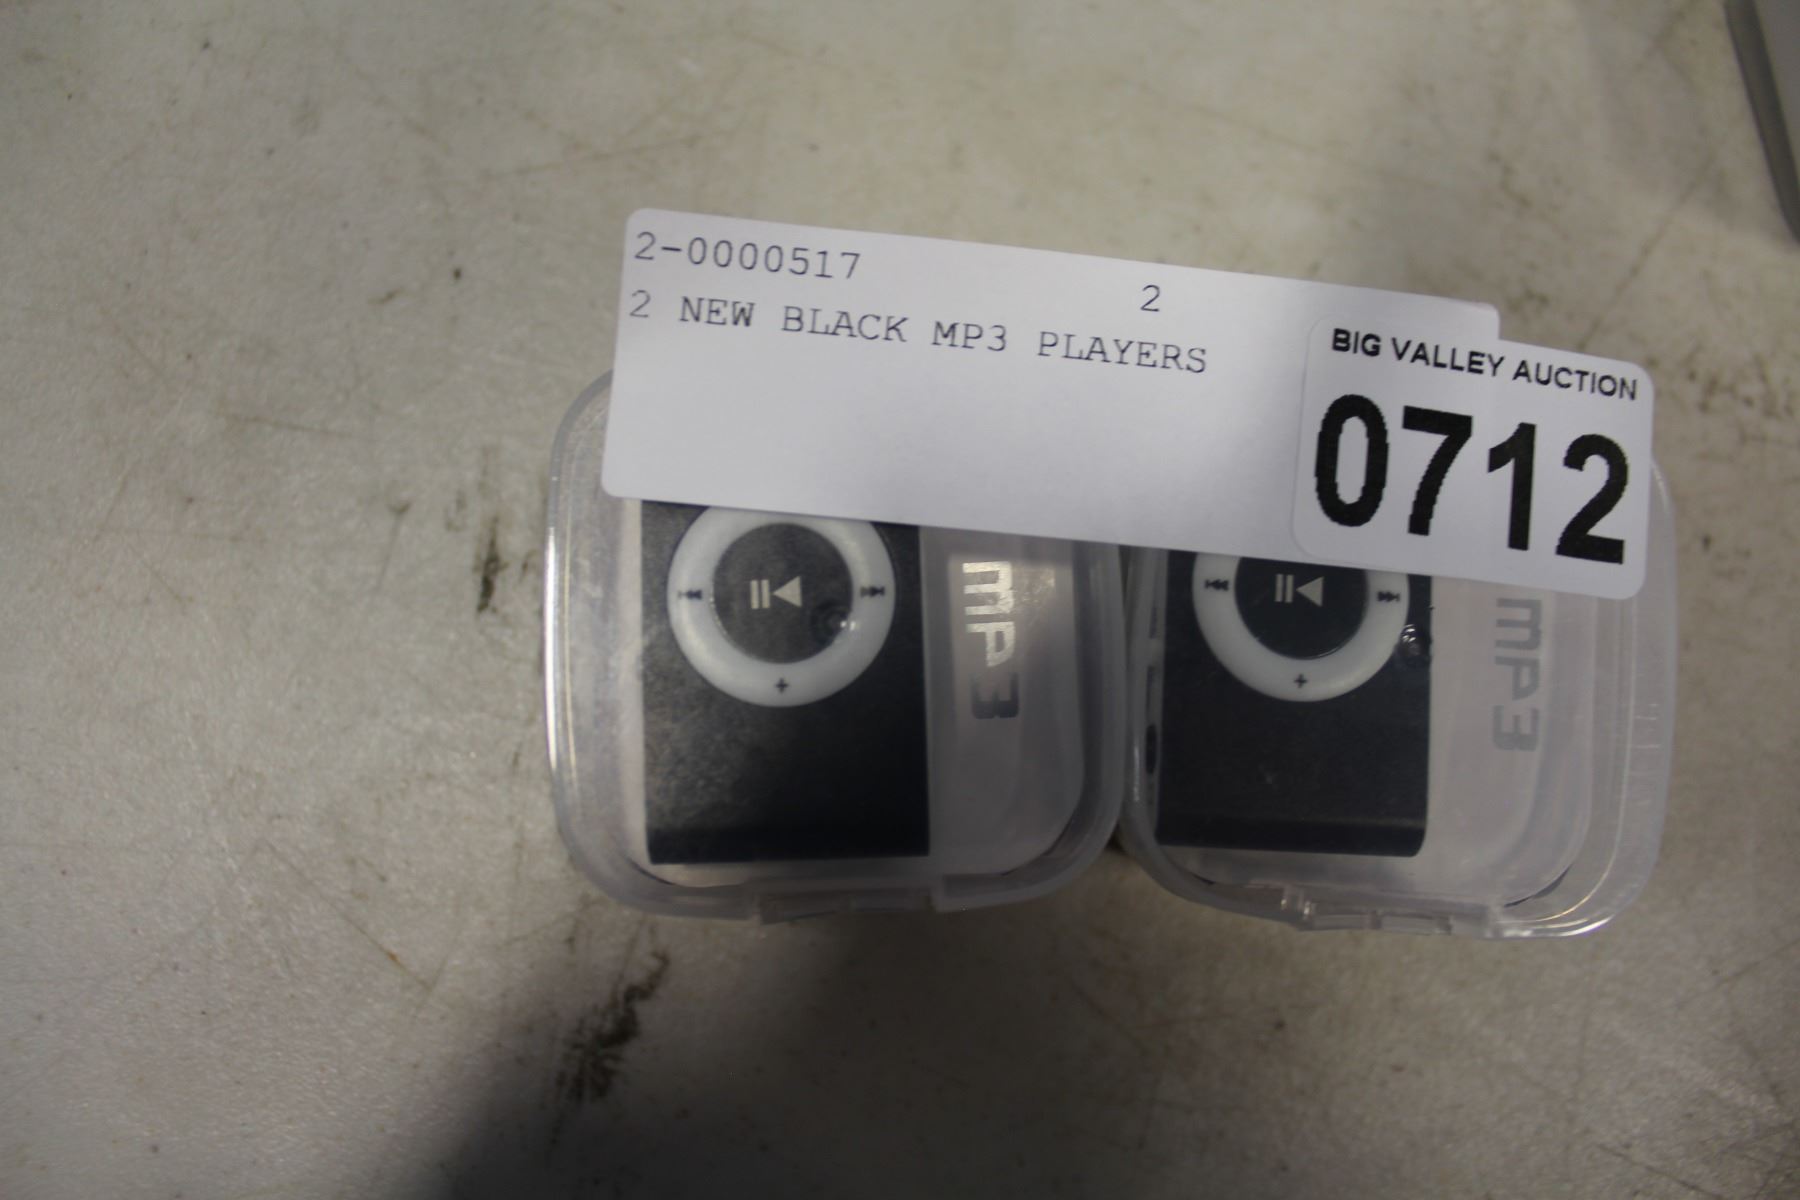 2-0000517 2
2 NEW BLACK MP3 PLAYERS
BIG VALLEY AUCTION
0712
MP3
MP3